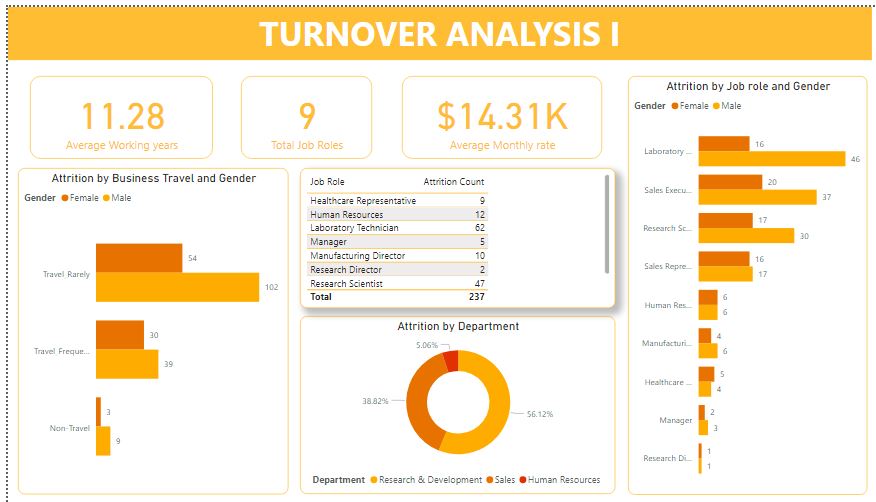 TURNOVER ANALYSIS I
11.28
Average Working years
9
Total Job Roles
$14.31K
Average Monthly rate
Attrition by Business Travel and Gender
Gender Female Male
Travel Rarely
54
102
Travel Freque...
30
39
Non-Travel
3
9
Job Role Attrition Count
Healthcare Representative 9
Human Resources 12
Laboratory Technician 62
Manager 5
Manufacturing Director 10
Research Director 2
Research Scientist 47
Total 237
Attrition by Department
5.06%
38.82%
56.12%
Department Research & Development Sales Human Resources
Attrition by Job role and Gender
Gender Female Male
Laboratory ...
16
46
Sales Execu...
20
37
Research Sc...
17
30
Sales Repre...
16
17
Human Res...
6
6
Manufacturi...
4
6
Healthcare ...
5
4
Manager
2
3
Research Di...
1
1